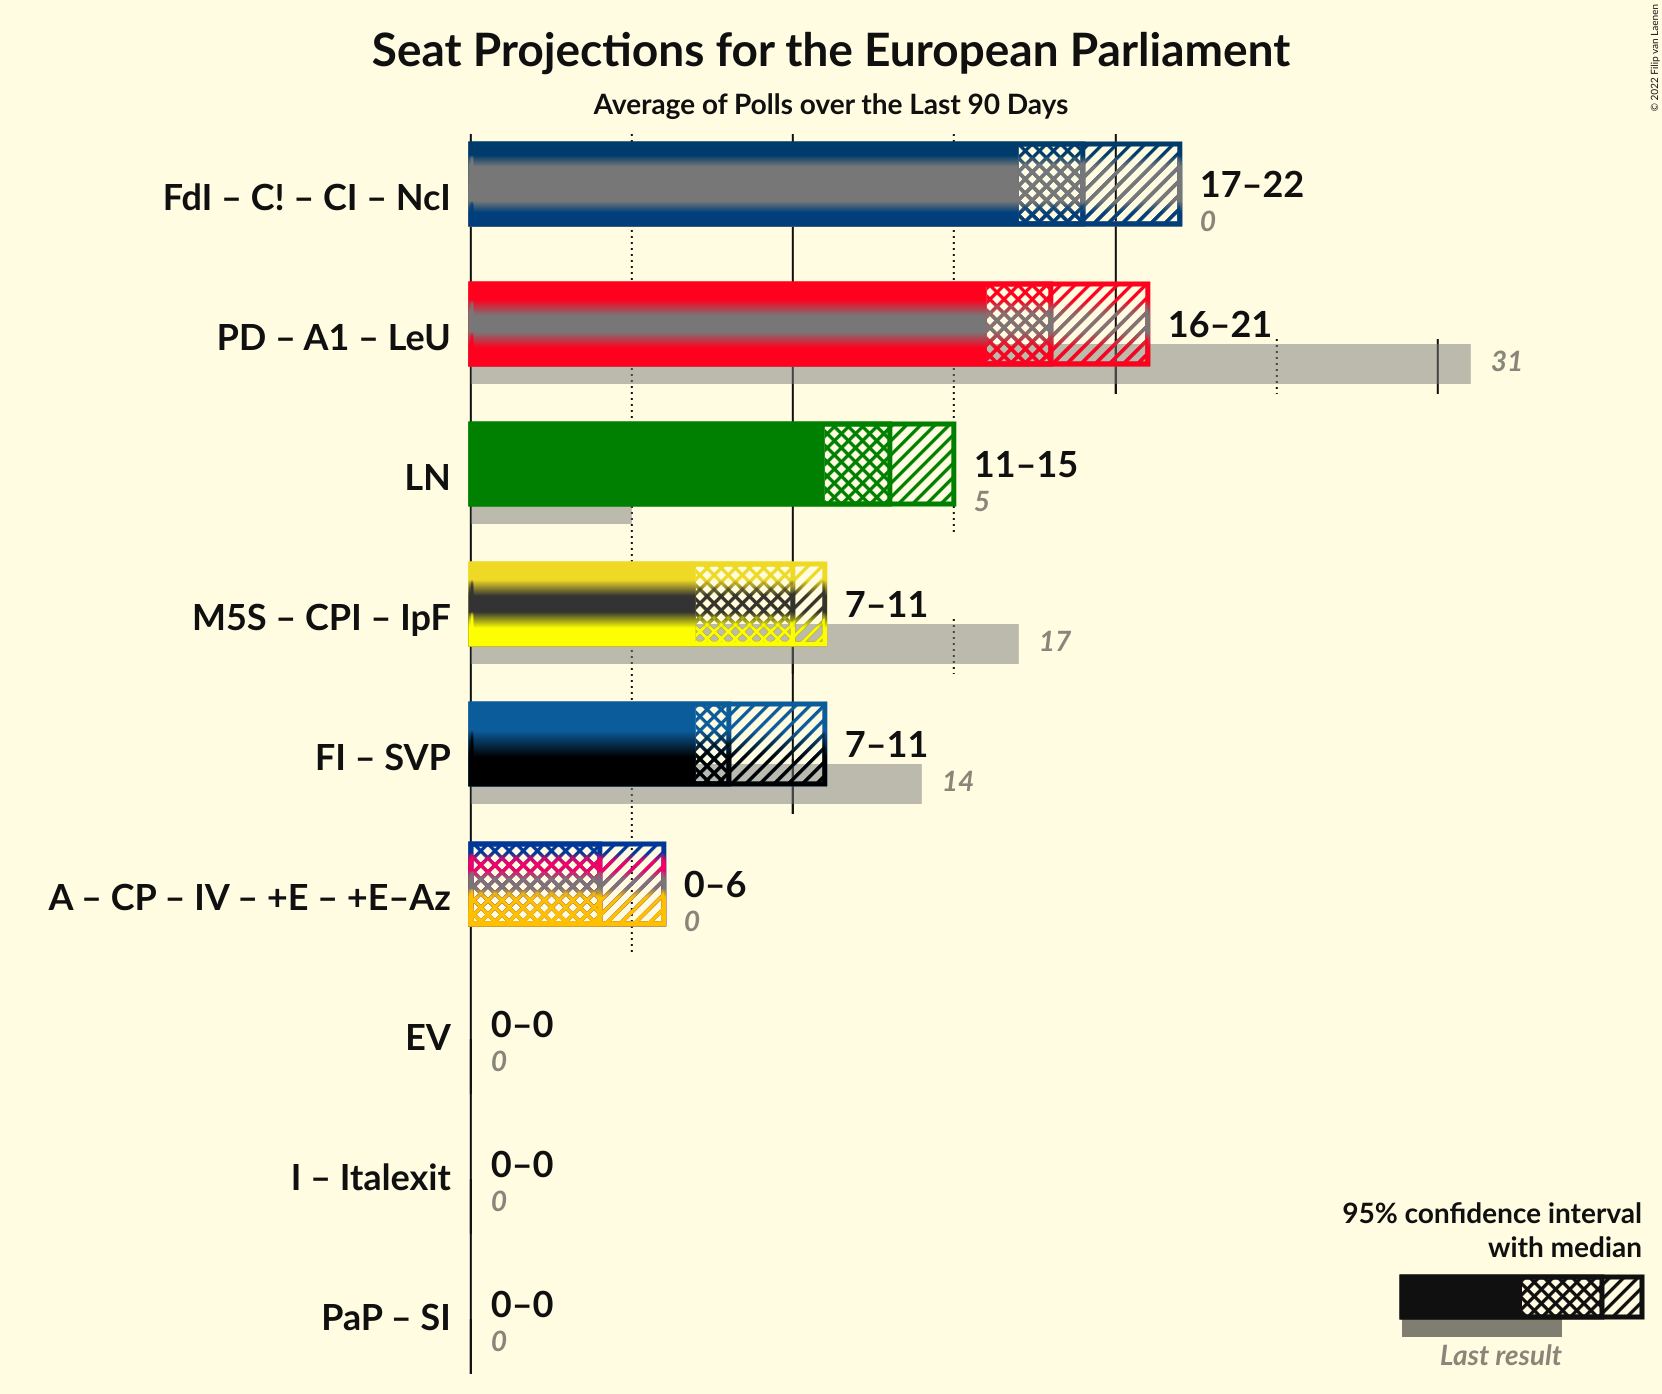 Seat Projections for the European Parliament
Average of Polls over the Last 90 Days
© 2022 Filip van Laenen
FdI – C! – CI – NcI
17–22
0
PD – A1 – LeU
16–21
31
LN
11–15
5
M5S – CPI – IpF
7–11
17
FI – SVP
7–11
14
A – CP – IV – +E – +E–Az
0–6
0
EV
0–0
0
I – Italexit
0–0
0
PaP – SI
0–0
0
95% confidence interval
with median
Last result